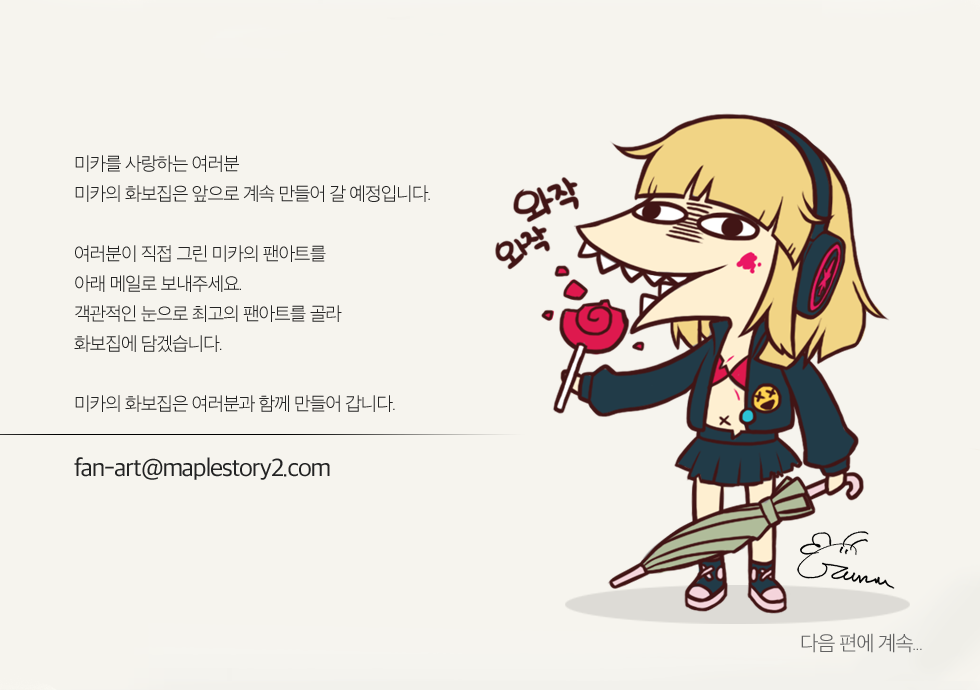 미카를 사랑하는 여러분
미카의 화보집은 앞으로 계속 만들어 갈 예정입니다.
여러분이 직접 그린 미카의 팬아트를
아래 메일로 보내주세요.
객관적인 눈으로 최고의 팬아트를 골라
화보집에 담겠습니다.
미카의 화보집은 여러분과 함께 만들어 갑니다.
fan-art@maplestory2.com
와작
와작
다음 편에 계속...